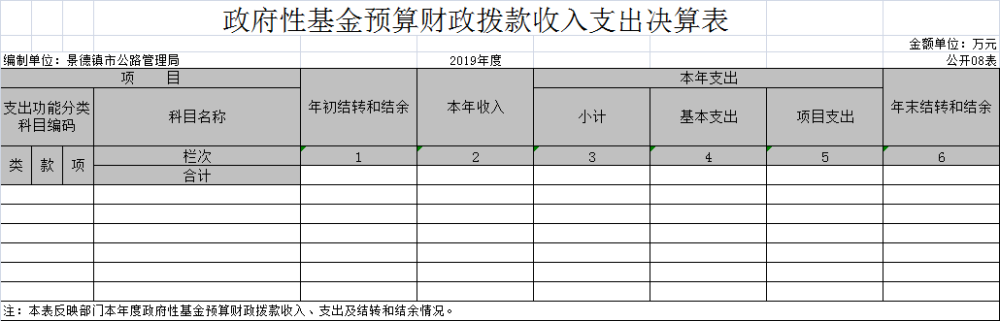 政府性基金预算财政拨款收入支出决算表
金额单位：万元
编制单位：景德镇市公路管理局 2019年度 公开08表
项 目 年初结转和结余 本年收入 本年支出 年末结转和结余
支出功能分类科目编码 科目名称 小计 基本支出 项目支出
类 款 项 栏次 1 2 3 4 5 6
合计
注：本表反映部门本年度政府性基金预算财政拨款收入、支出及结转和结余情况。